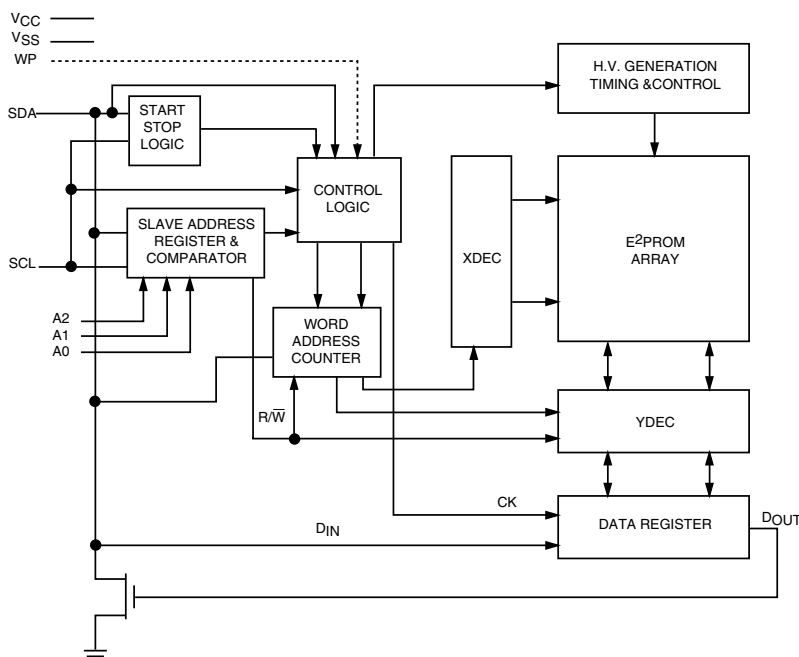 VCC
VSS
WP
SDA
START
STOP
LOGIC
CONTROL
LOGIC
H.V. GENERATION
TIMING &CONTROL
SLAVE ADDRESS
REGISTER &
COMPARATOR
SCL
XDEC
E2PROM
ARRAY
A2
A1
A0
WORD
ADDRESS
COUNTER
R/W̅
YDEC
CK
DIN
DATA REGISTER
DOUT